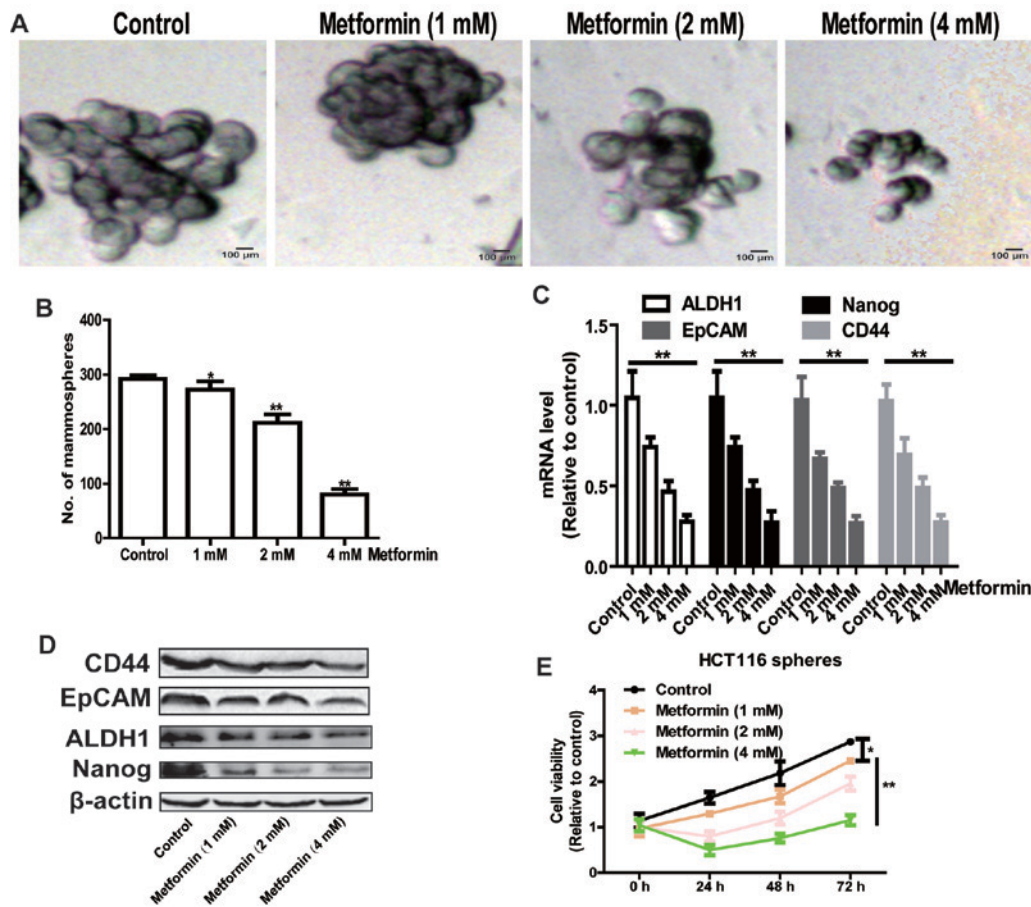 A
Control
Metformin (1 mM)
Metformin (2 mM)
Metformin (4 mM)
100 µm
100 µm
100 µm
100 µm
B
No. of mammospheres
400
300
200
100
0
*
**
**
Control
1 mM
2 mM
4 mM
Metformin
C
ALDH1
Nanog
EpCAM
CD44
mRNA level
(Relative to control)
1.5
1.0
0.5
0.0
**
**
**
**
Control
1 mM
2 mM
4 mM
Control
1 mM
2 mM
4 mM
Control
1 mM
2 mM
4 mM
Control
1 mM
2 mM
4 mM
Metformin
D
CD44
EpCAM
ALDH1
Nanog
β-actin
Control
Metformin (1 mM)
Metformin (2 mM)
Metformin (4 mM)
E
HCT116 spheres
Cell viability
(Relative to control)
4
3
2
1
0
Control
Metformin (1 mM)
Metformin (2 mM)
Metformin (4 mM)
*
**
0 h
24 h
48 h
72 h